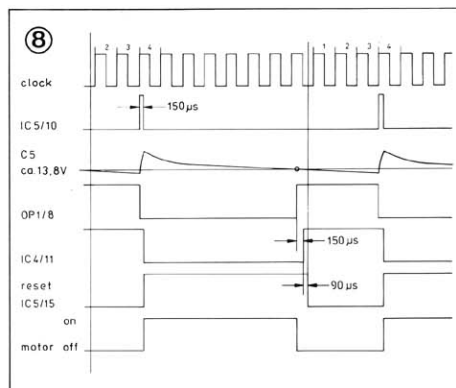 8
2 3 4 1 2 3 4
clock
150 µs
IC5/10
C5
ca.13,8V
OP1/8
150 µs
IC4/11
reset
90 µs
IC5/15
on
motor off